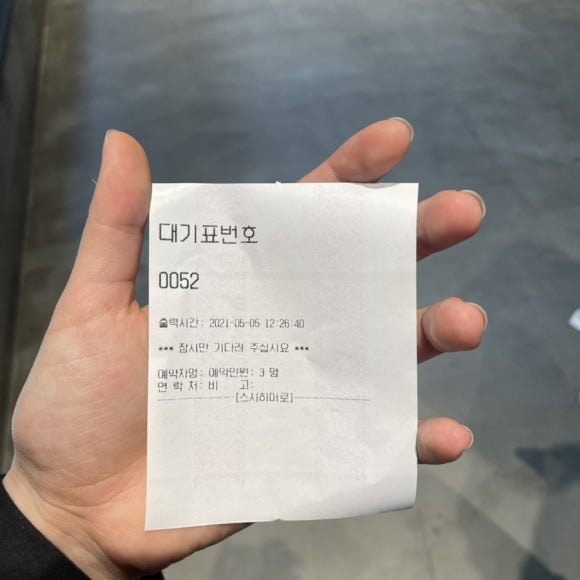 대기표번호
0052
출력시간: 2021-05-05 12:26:40
*** 잠시만 기다려 주십시요 ***
예약자명: 예약인원: 3 명
연 락 처: 비 고:
[스시히어로]